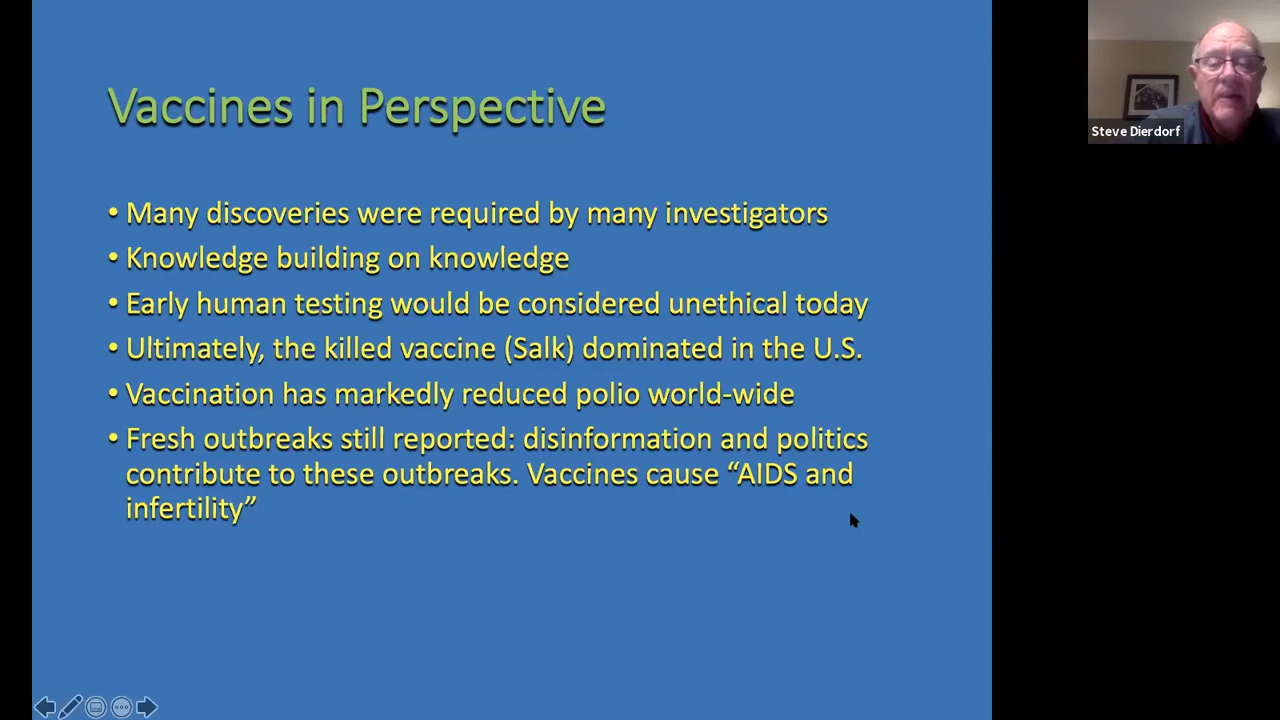 Vaccines in Perspective
• Many discoveries were required by many investigators
• Knowledge building on knowledge
• Early human testing would be considered unethical today
• Ultimately, the killed vaccine (Salk) dominated in the U.S.
• Vaccination has markedly reduced polio world-wide
• Fresh outbreaks still reported: disinformation and politics
contribute to these outbreaks. Vaccines cause “AIDS and
infertility”
Steve Dierdorf